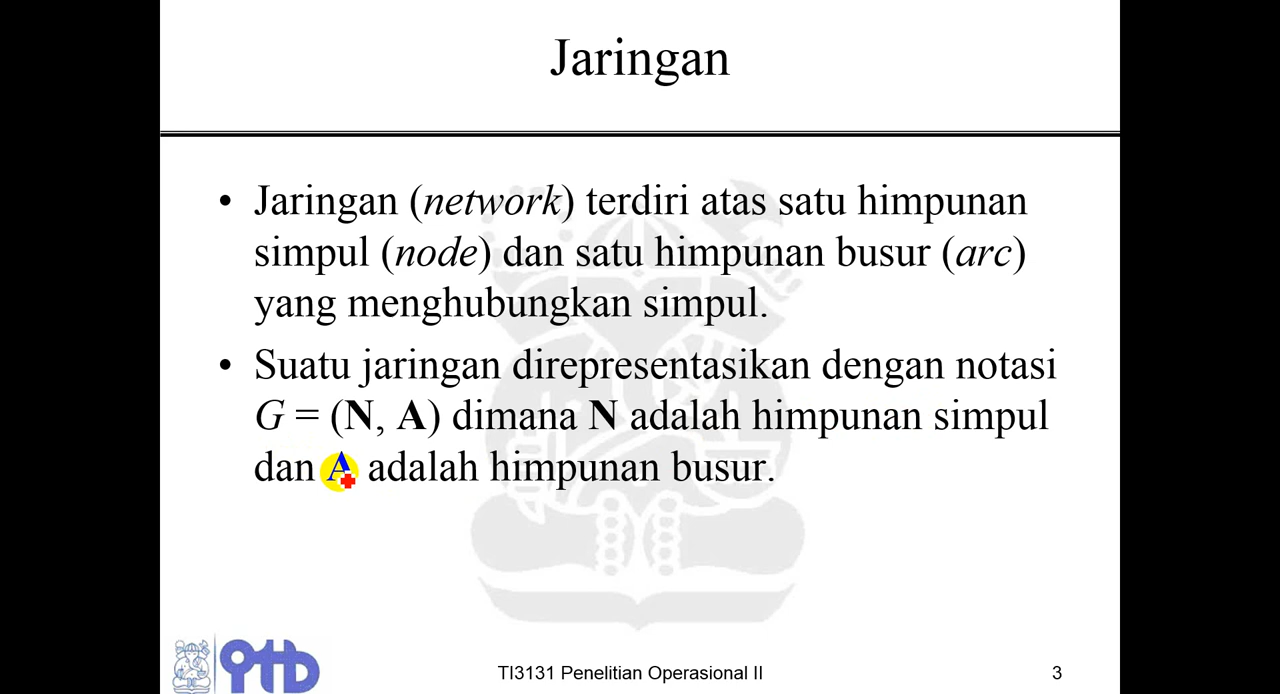 Jaringan
• Jaringan (network) terdiri atas satu himpunan
simpul (node) dan satu himpunan busur (arc)
yang menghubungkan simpul.
• Suatu jaringan direpresentasikan dengan notasi
G = (N, A) dimana N adalah himpunan simpul
dan A adalah himpunan busur.
itb
TI3131 Penelitian Operasional II
3